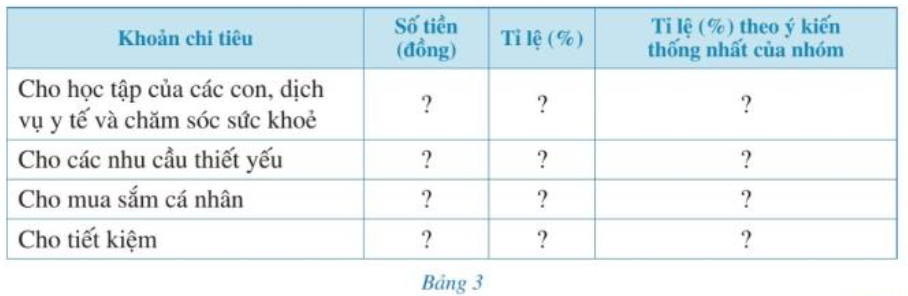 Khoản chi tiêu
Số tiền
(đồng)
Tỉ lệ (%)
Tỉ lệ (%) theo ý kiến
thống nhất của nhóm
Cho học tập của các con, dịch
vụ y tế và chăm sóc sức khoẻ
? ? ?
Cho các nhu cầu thiết yếu ? ? ?
Cho mua sắm cá nhân ? ? ?
Cho tiết kiệm ? ? ?
Bảng 3